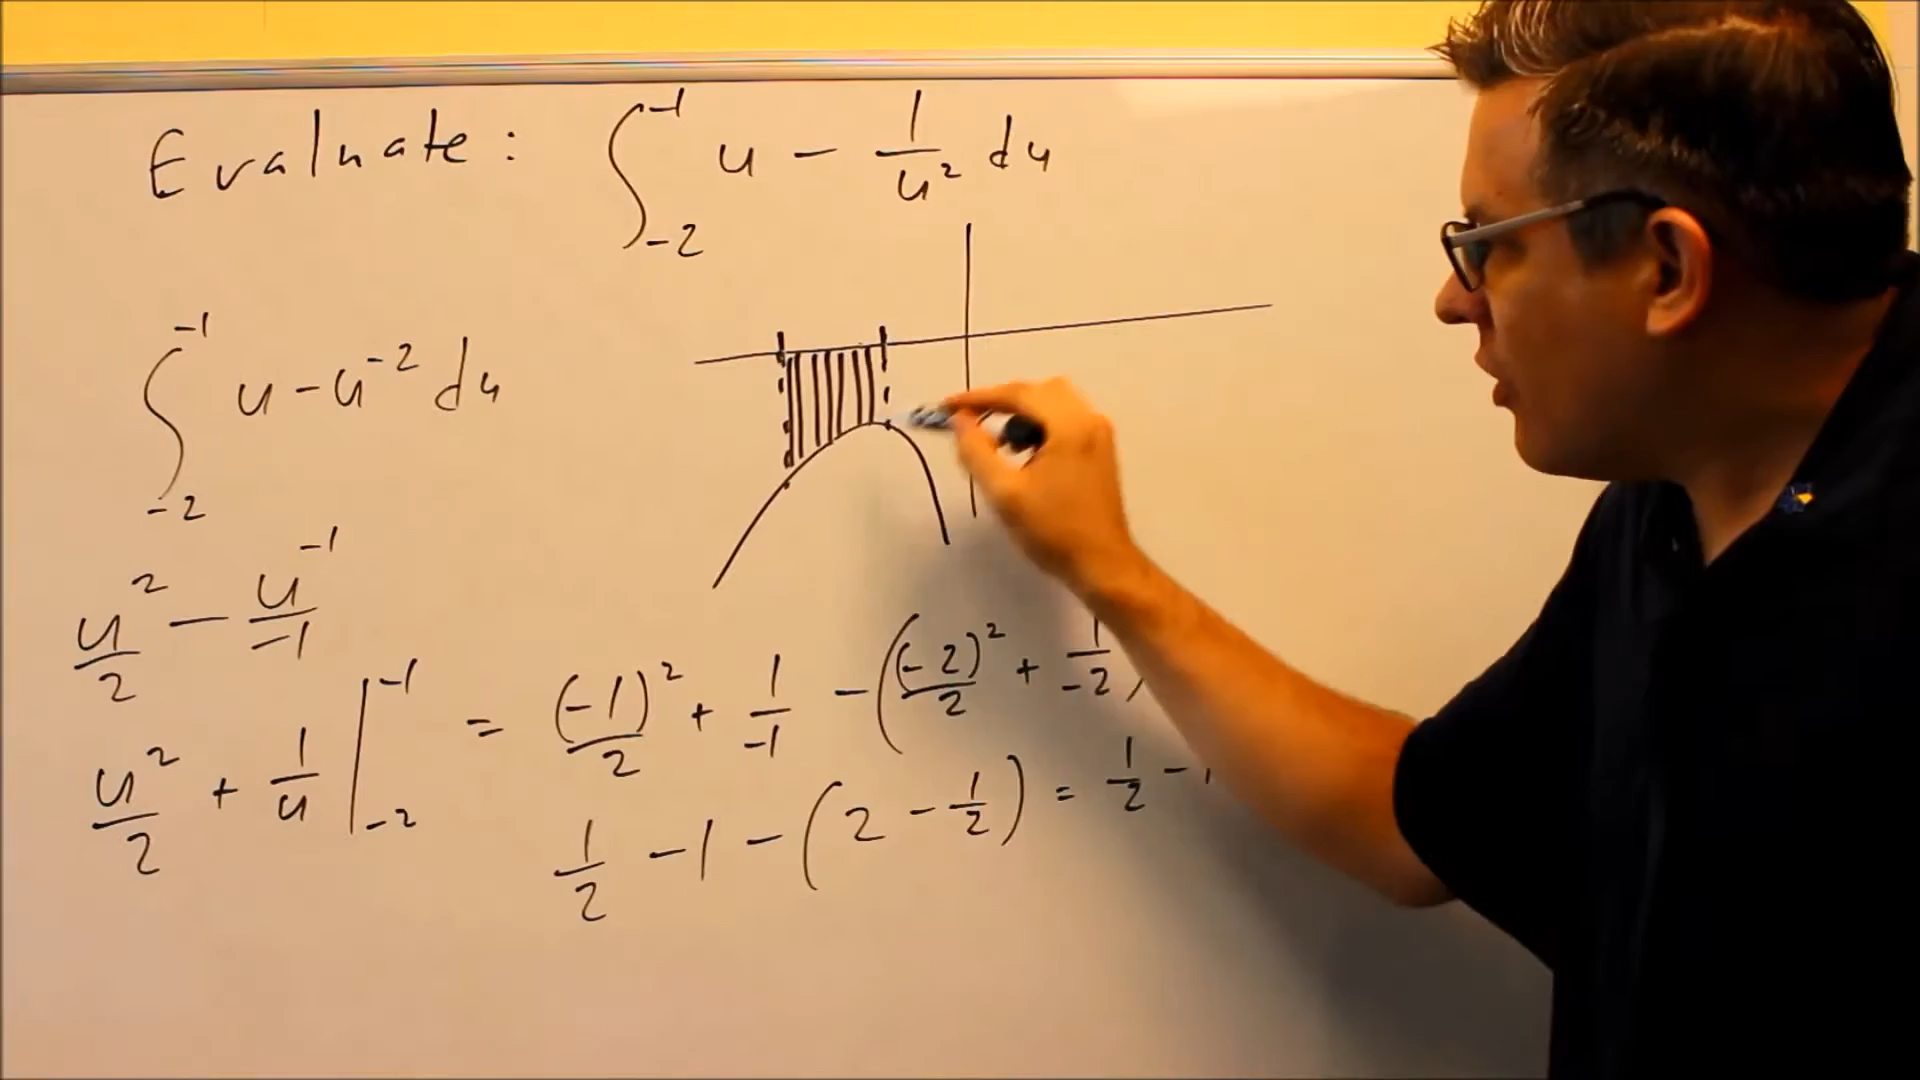 Evaluate: ∫_{-2}^{-1} u - 1/u² du
∫_{-2}^{-1} u - u⁻² du
u²/2 - u⁻¹/-1
u²/2 + 1/u |_{-2}^{-1} = (-1)²/2 + 1/-1 - ((-2)²/2 + 1/-2)
1/2 - 1 - (2 - 1/2) = 1/2 -